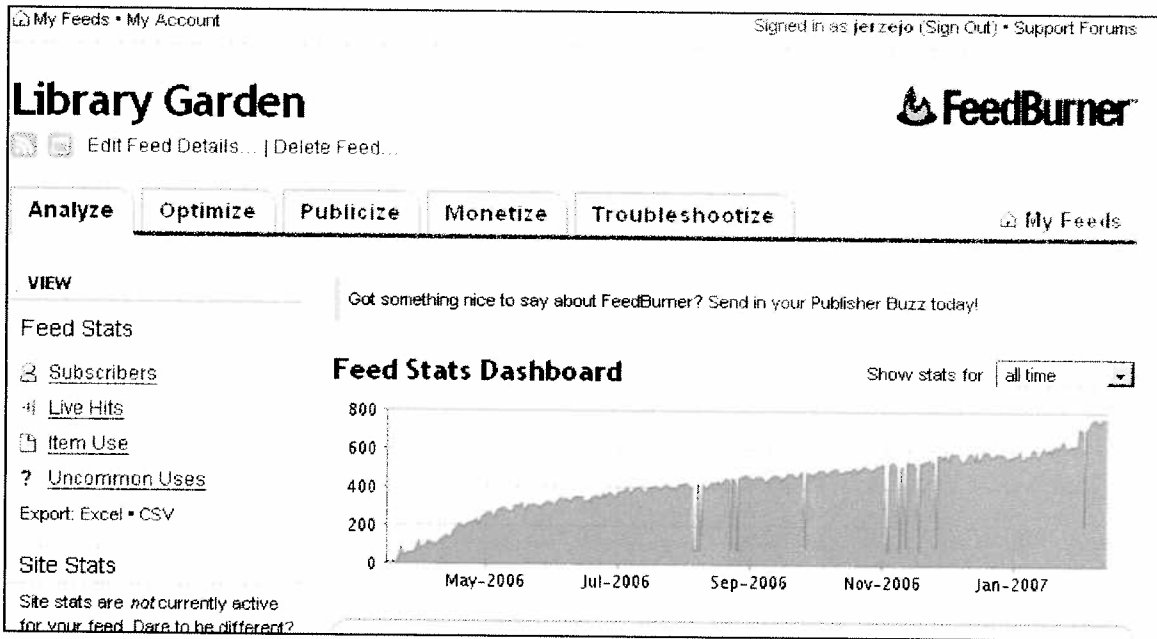 My Feeds • My Account
Signed in as jerzejo (Sign Out) • Support Forums
Library Garden
FeedBurner™
Edit Feed Details... | Delete Feed...
Analyze
Optimize
Publicize
Monetize
Troubleshootize
My Feeds
VIEW
Got something nice to say about FeedBurner? Send in your Publisher Buzz today!
Feed Stats
Subscribers
Live Hits
Item Use
? Uncommon Uses
Export: Excel • CSV
Site Stats
Site stats are not currently active
for your feed. Dare to be different?
Feed Stats Dashboard
Show stats for all time
800
600
400
200
0
May-2006 Jul-2006 Sep-2006 Nov-2006 Jan-2007